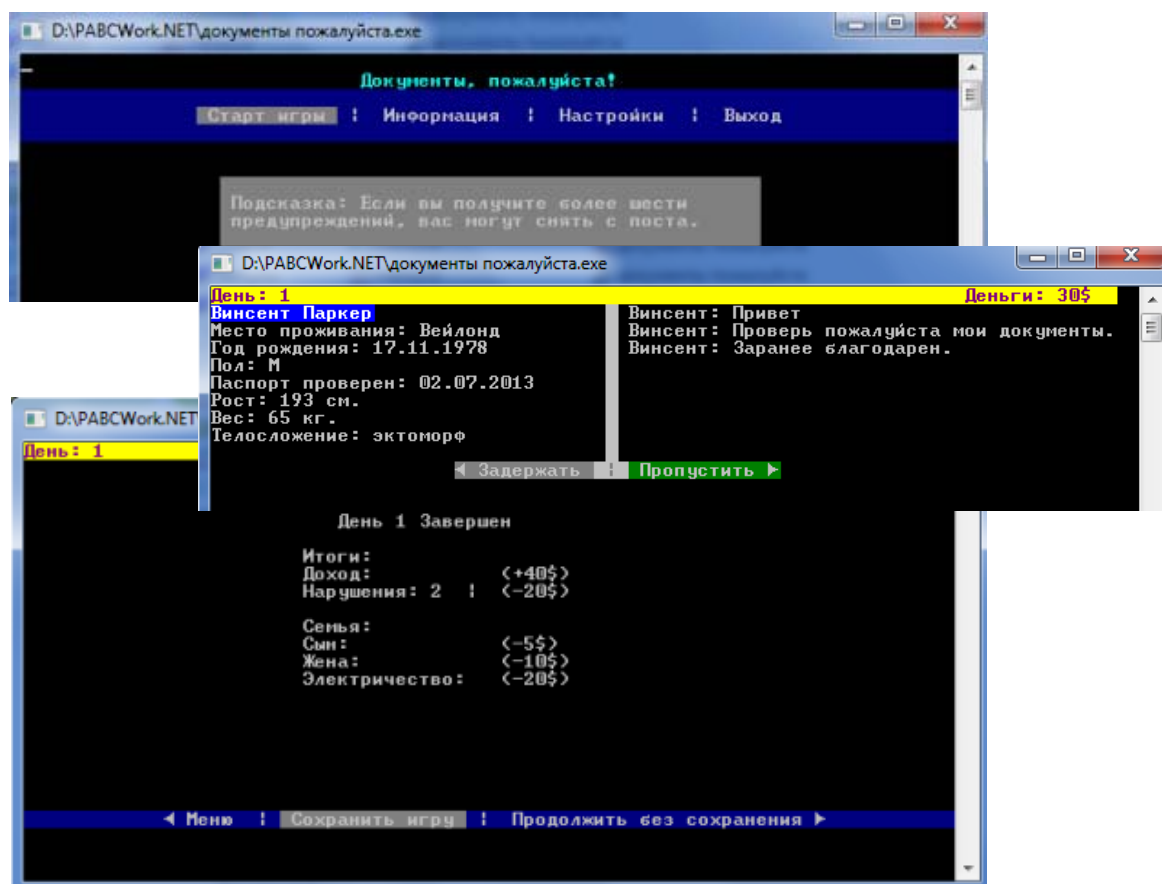 D:\PABCWork.NET\документы пожалуйста.exe
Документы, пожалуйста!
Старт игры ¦ Информация ¦ Настройки ¦ Выход
Подсказка: Если вы получите более шести
предупреждений, вас могут снять с поста.
D:\PABCWork.NET\документы пожалуйста.exe
День: 1 Деньги: 30$
Винсент Паркер
Место проживания: Вейлонд
Год рождения: 17.11.1978
Пол: М
Паспорт проверен: 02.07.2013
Рост: 193 см.
Вес: 65 кг.
Телосложение: эктоморф
Винсент: Привет
Винсент: Проверь пожалуйста мои документы.
Винсент: Заранее благодарен.
◄ Задержать ¦ Пропустить ►
D:\PABCWork.NET
День: 1
День 1 Завершен
Итоги:
Доход: (+40$)
Нарушения: 2 ¦ (-20$)
Семья:
Сын: (-5$)
Жена: (-10$)
Электричество: (-20$)
◄ Меню ¦ Сохранить игру ¦ Продолжить без сохранения ►